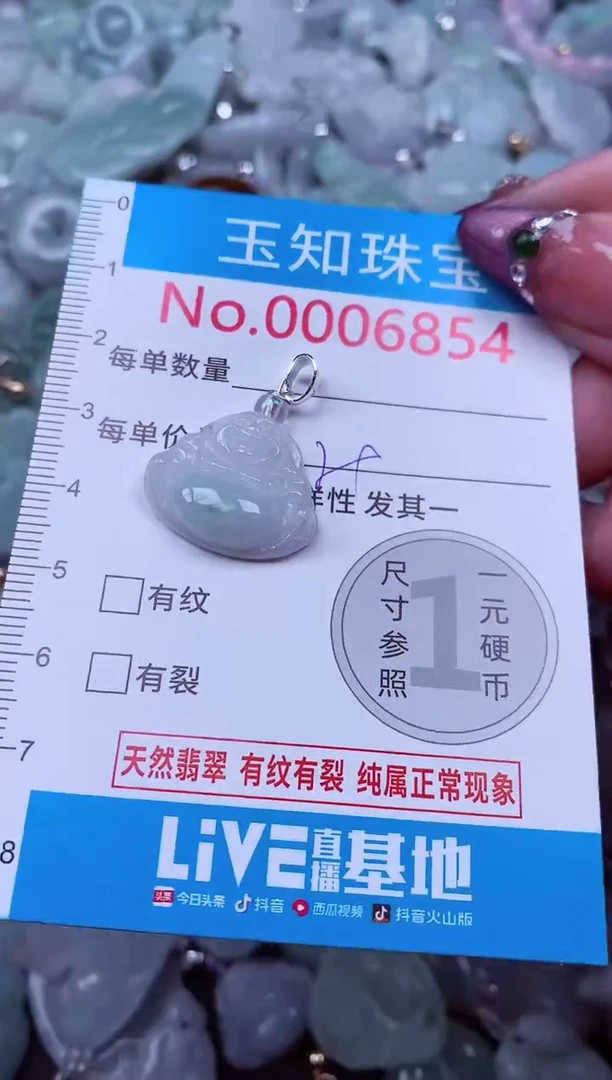 0
玉知珠宝
1
No.0006854
2
每单数量
3
每单价
4
性 发其一
5
有纹
6
有裂
尺寸参照
1
一元硬币
7
天然翡翠 有纹有裂 纯属正常现象
8
LiVE直播基地
头条 今日头条 抖音 西瓜视频 抖音火山版